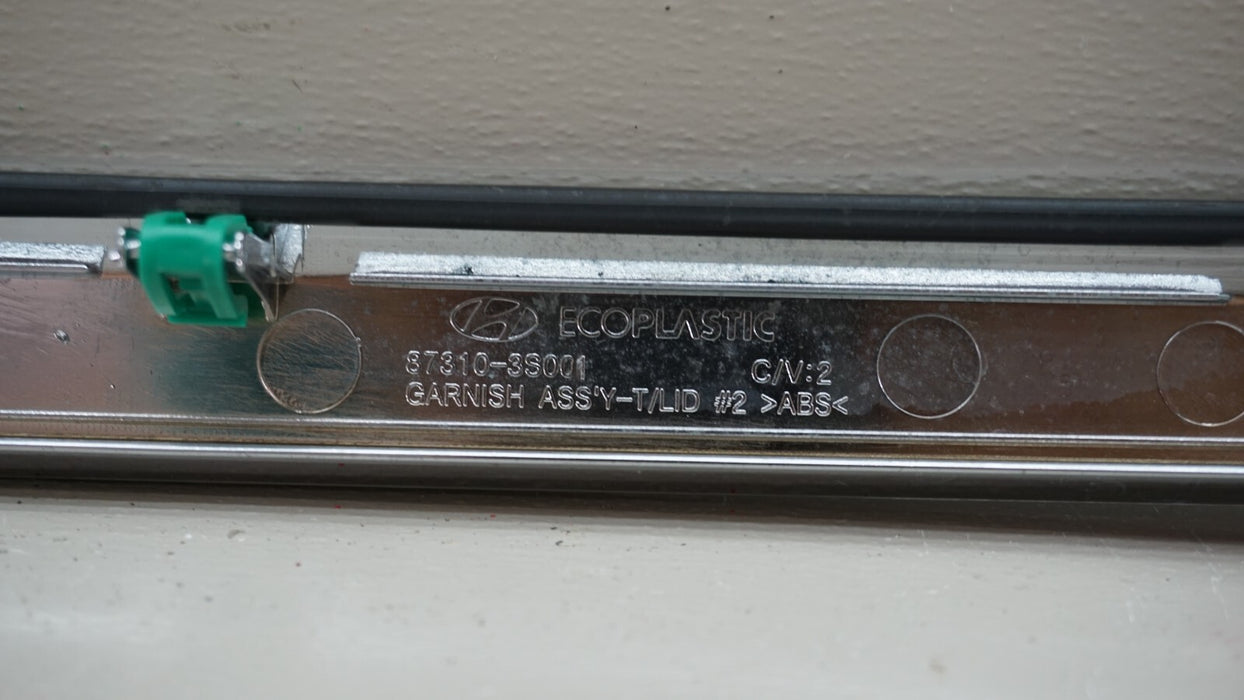 ECOPLASTIC
87310-3S001
C/V:2
GARNISH ASS'Y-T/LID #2 >ABS<